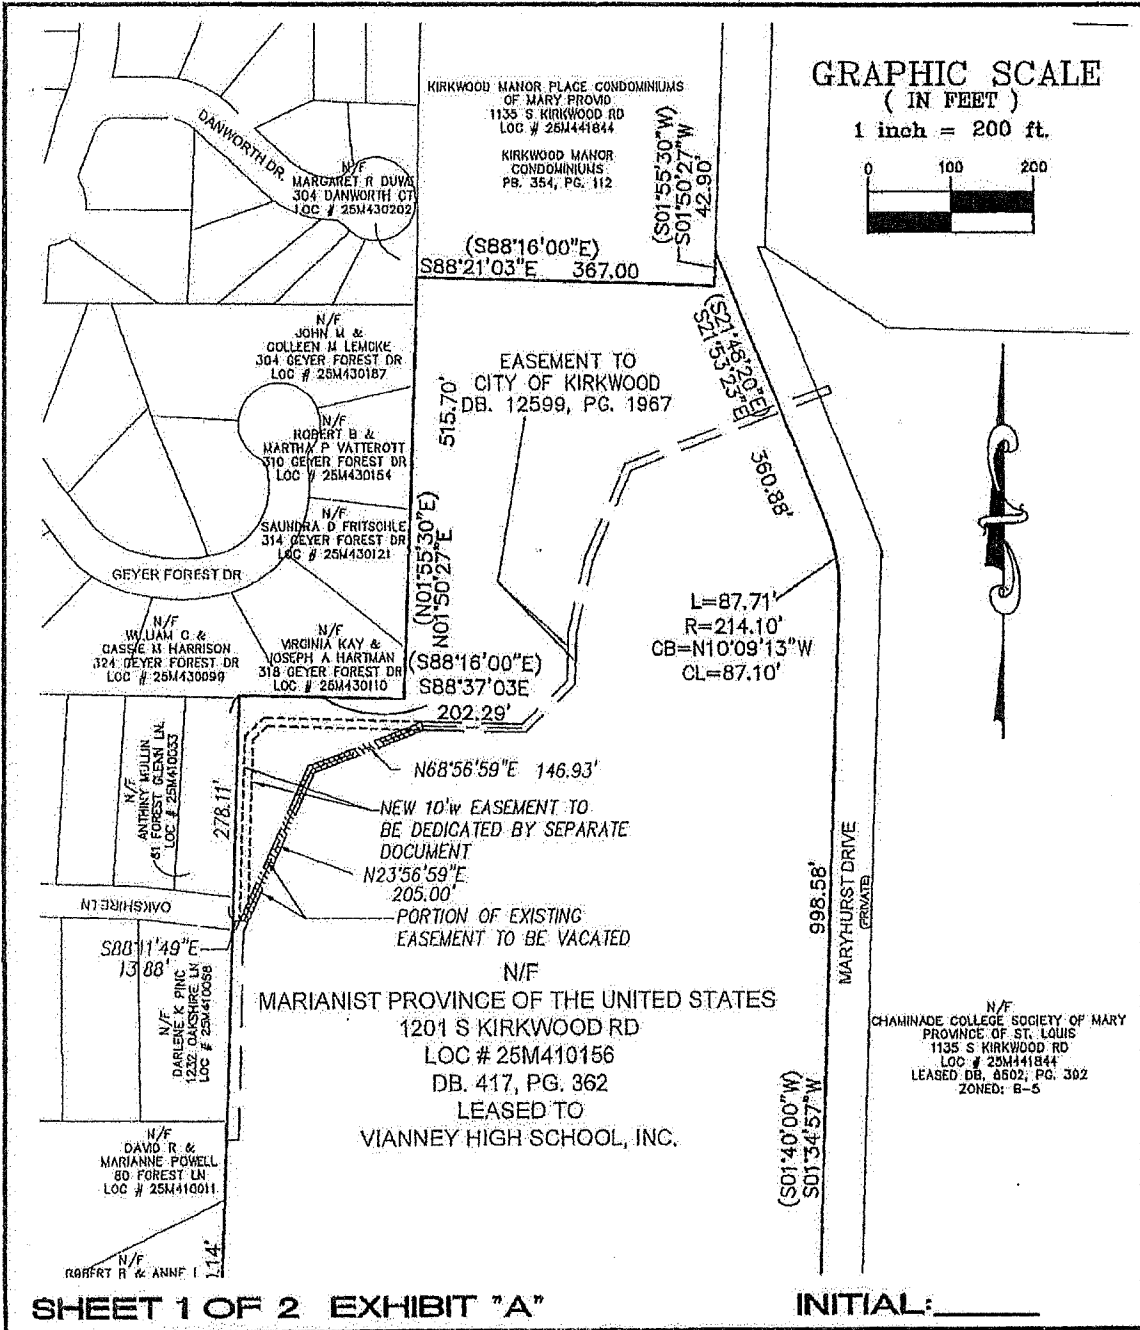 GRAPHIC SCALE
( IN FEET )
1 inch = 200 ft.
0 100 200
KIRKWOOD MANOR PLACE CONDOMINIUMS
OF MARY PROVID
1135 S KIRKWOOD RD
LOC # 25M441844
KIRKWOOD MANOR
CONDOMINIUMS
PB. 354, PG. 112
(S01°55'30"W)
S01°50'27"W
42.90'
DANWORTH DR.
N/F
MARGARET R DUWE
304 DANWORTH CT
LOC # 25M430202
(S88°16'00"E)
S88°21'03"E 367.00
(S21°48'20"E)
S21°53'23"E
360.88'
N/F
JOHN M &
COLLEEN M LEMCKE
304 GEYER FOREST DR
LOC # 25M430187
EASEMENT TO
CITY OF KIRKWOOD
DB. 12599, PG. 1967
515.70'
(N01°55'30"E)
N01°50'27"E
N/F
ROBERT B &
MARTHA P VATTEROTT
310 GEYER FOREST DR
LOC # 25M430154
N/F
SAUNDRA D FRITSCHLE
314 GEYER FOREST DR
LOC # 25M430121
GEYER FOREST DR
L=87.71'
R=214.10'
CB=N10°09'13"W
CL=87.10'
N/F
WILLIAM C &
CASSIE M HARRISON
324 GEYER FOREST DR
LOC # 25M430099
N/F
VIRGINIA KAY &
JOSEPH A HARTMAN
318 GEYER FOREST DR
LOC # 25M430110
(S88°16'00"E)
S88°37'03E
202.29'
N/F
ANTHINY MULLIN
81 FOREST GLENN LN.
LOC # 25M410033
278.11'
N68°56'59"E 146.93'
NEW 10'w EASEMENT TO
BE DEDICATED BY SEPARATE
DOCUMENT
N23°56'59"E
205.00'
PORTION OF EXISTING
EASEMENT TO BE VACATED
OAKSHIRE LN
S88°11'49"E
13.88'
N/F
DARLENE K PINC
1232 OAKSHIRE LN
LOC # 25M410058
N/F
MARIANIST PROVINCE OF THE UNITED STATES
1201 S KIRKWOOD RD
LOC # 25M410156
DB. 417, PG. 362
LEASED TO
VIANNEY HIGH SCHOOL, INC.
998.58'
MARYHURST DRIVE
(PRIVATE)
(S01°40'00"W)
S01°34'57"W
N/F
CHAMINADE COLLEGE SOCIETY OF MARY
PROVINCE OF ST. LOUIS
1135 S KIRKWOOD RD
LOC # 25M441844
LEASED DB. 8502, PG. 302
ZONED: B-5
N/F
DAVID R &
MARIANNE POWELL
80 FOREST LN
LOC # 25M410011
N/F
ROBERT R & ANNE
1.14'
SHEET 1 OF 2 EXHIBIT "A"
INITIAL: